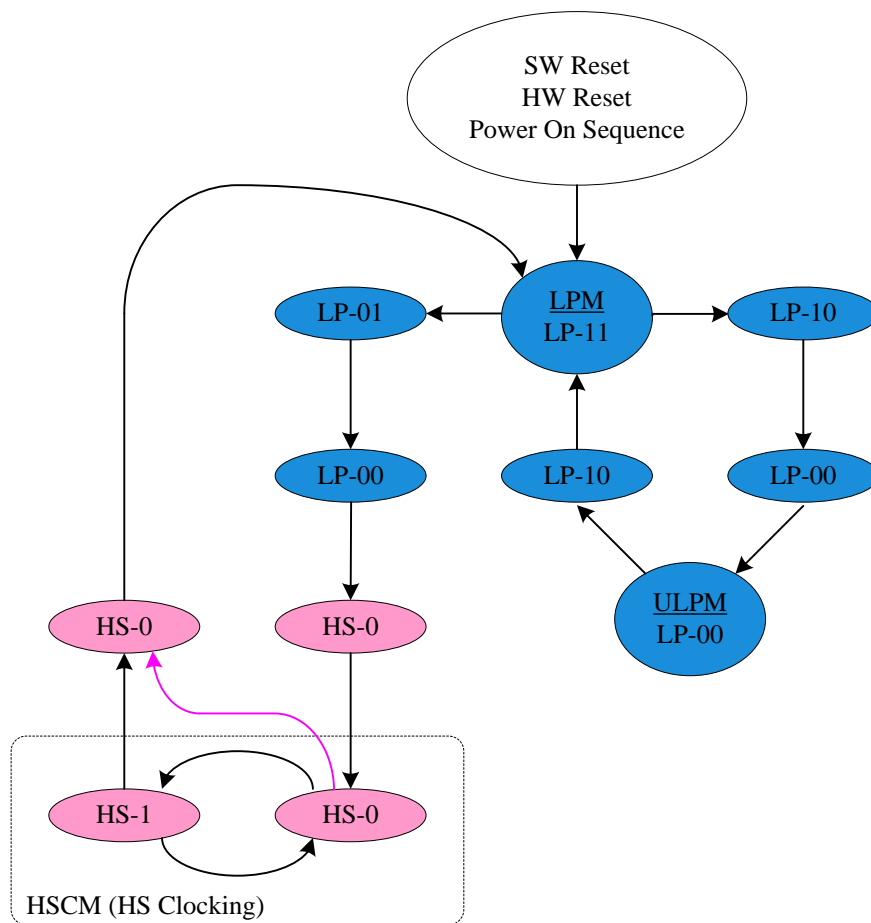 SW Reset
HW Reset
Power On Sequence
LP-01
LPM
LP-11
LP-10
LP-00
LP-10
LP-00
ULPM
LP-00
HS-0
HS-0
HS-1
HS-0
HSCM (HS Clocking)